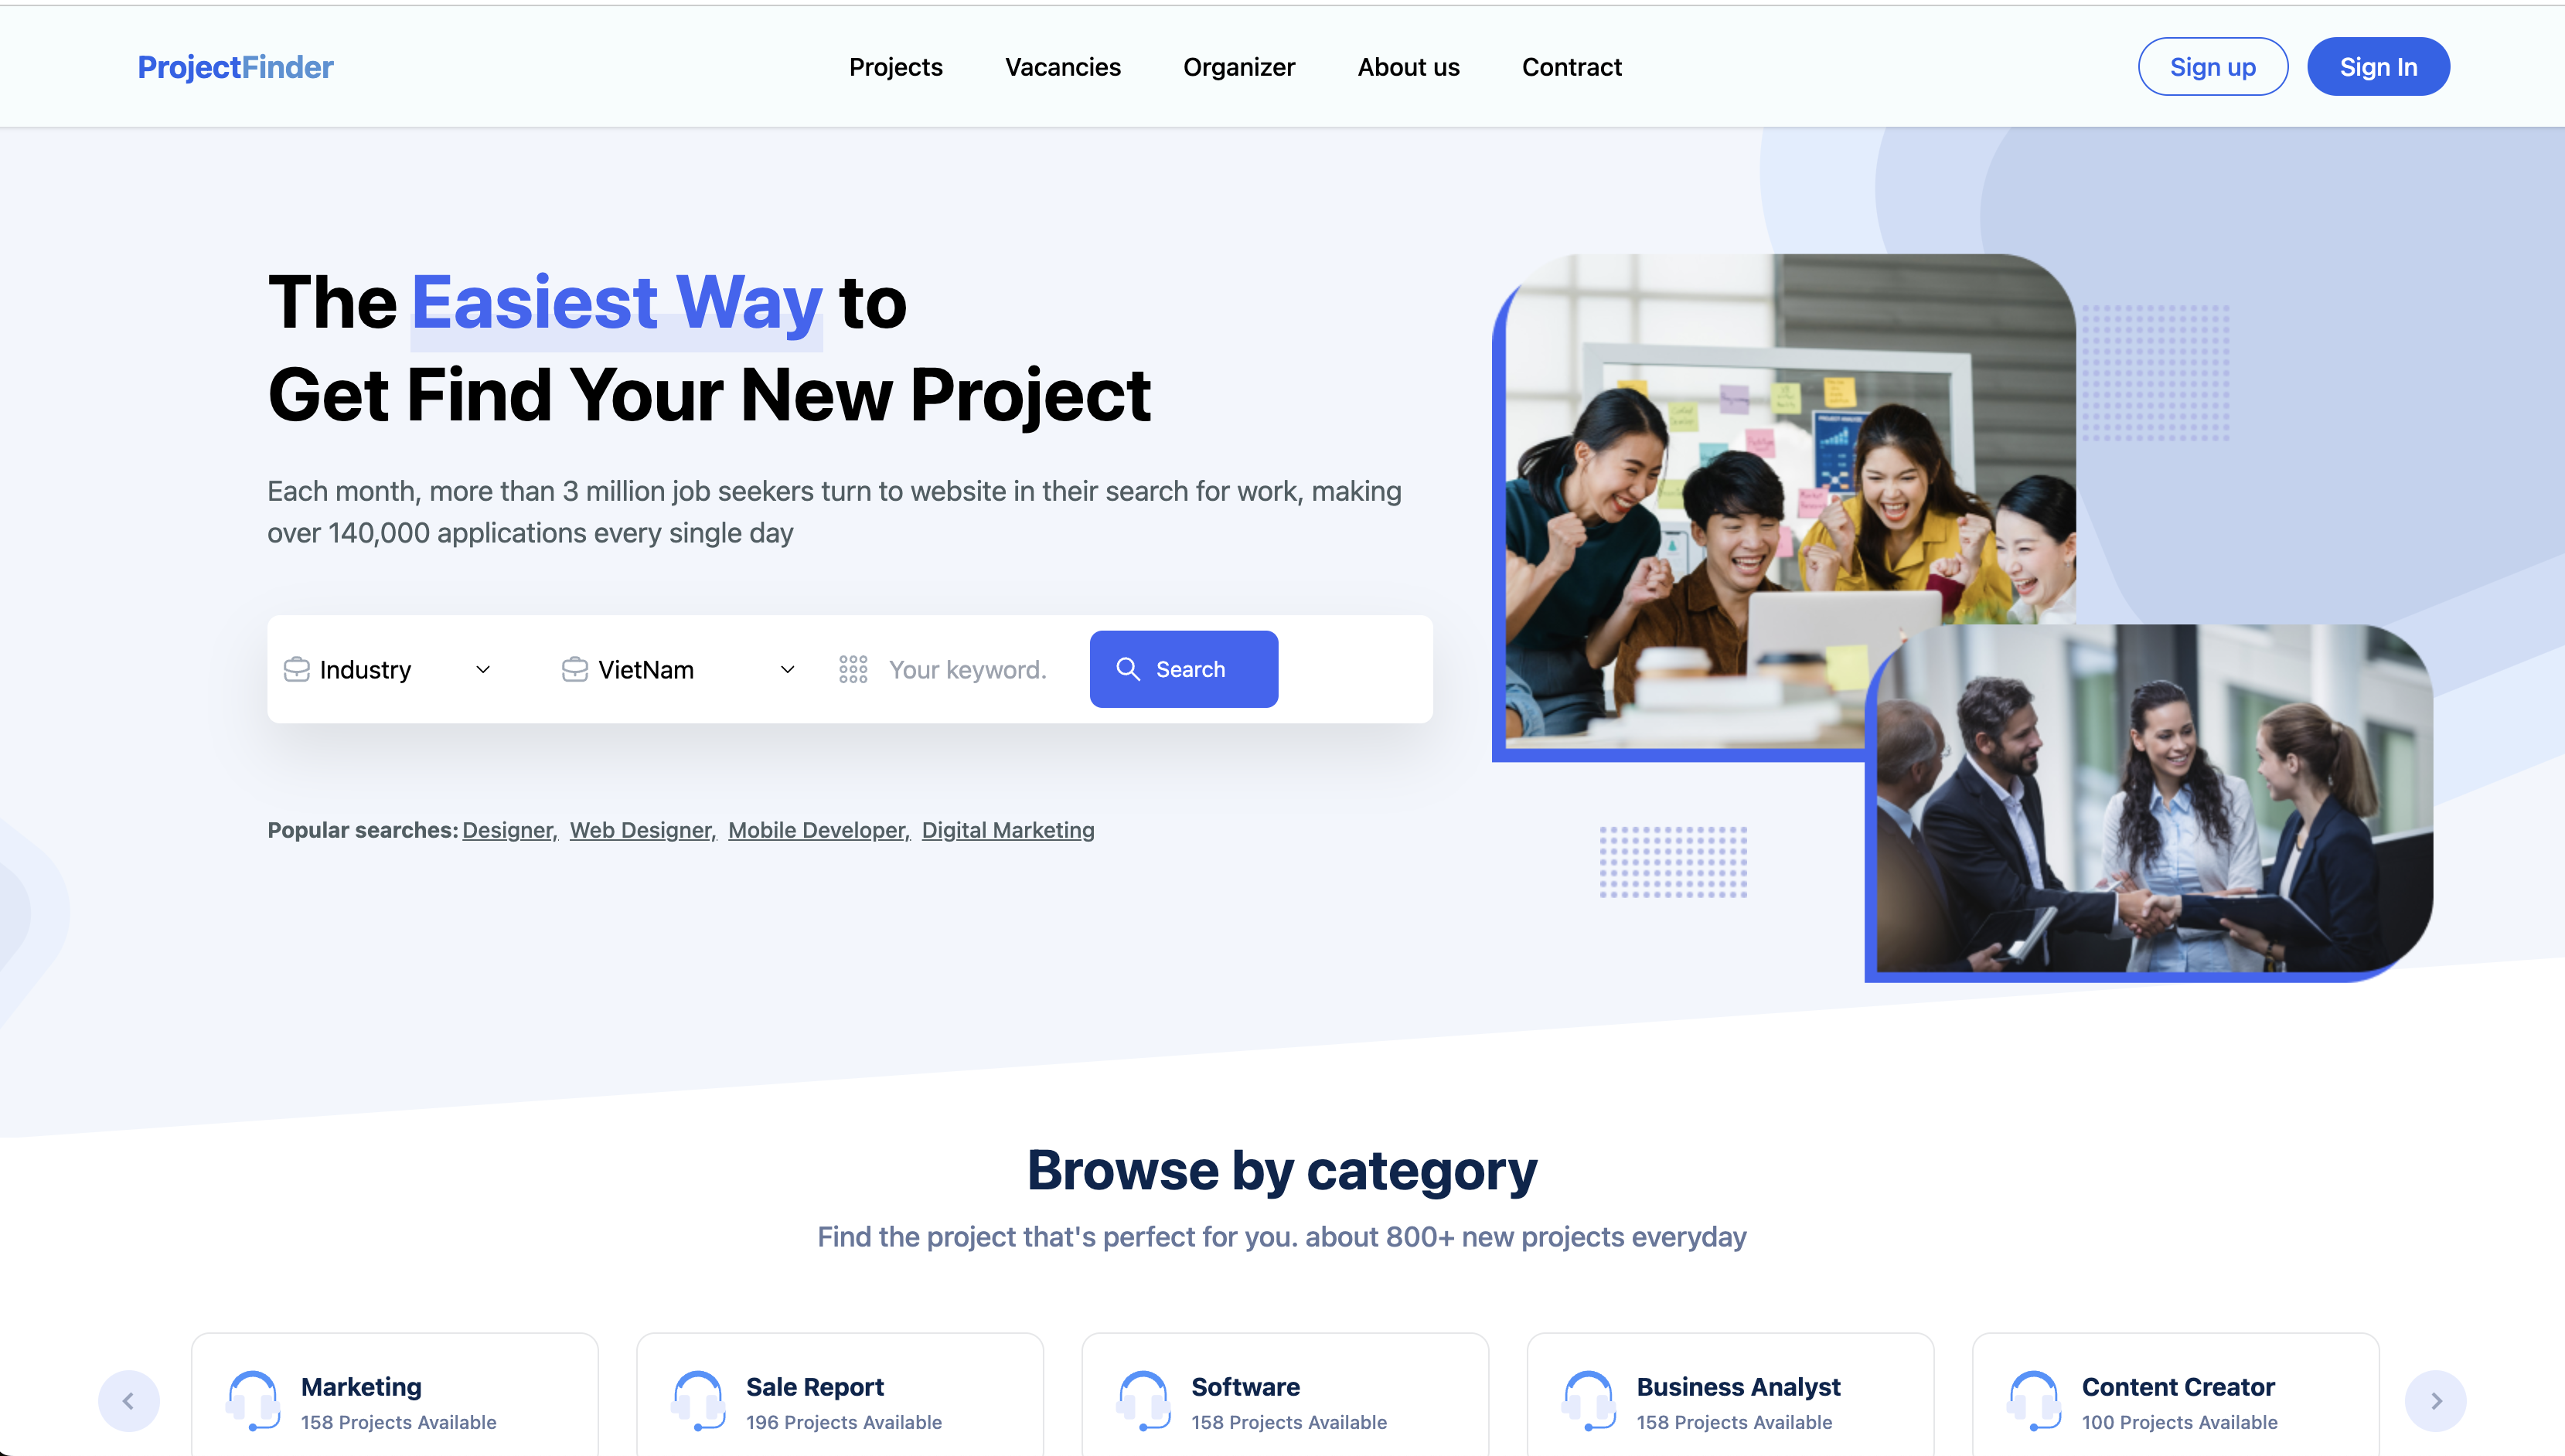 ProjectFinder
Projects
Vacancies
Organizer
About us
Contract
Sign up
Sign In
The Easiest Way to
Get Find Your New Project
Each month, more than 3 million job seekers turn to website in their search for work, making
over 140,000 applications every single day
Industry
VietNam
Your keyword.
Search
Popular searches: Designer, Web Designer, Mobile Developer, Digital Marketing
Browse by category
Find the project that's perfect for you. about 800+ new projects everyday
Marketing
158 Projects Available
Sale Report
196 Projects Available
Software
158 Projects Available
Business Analyst
158 Projects Available
Content Creator
100 Projects Available